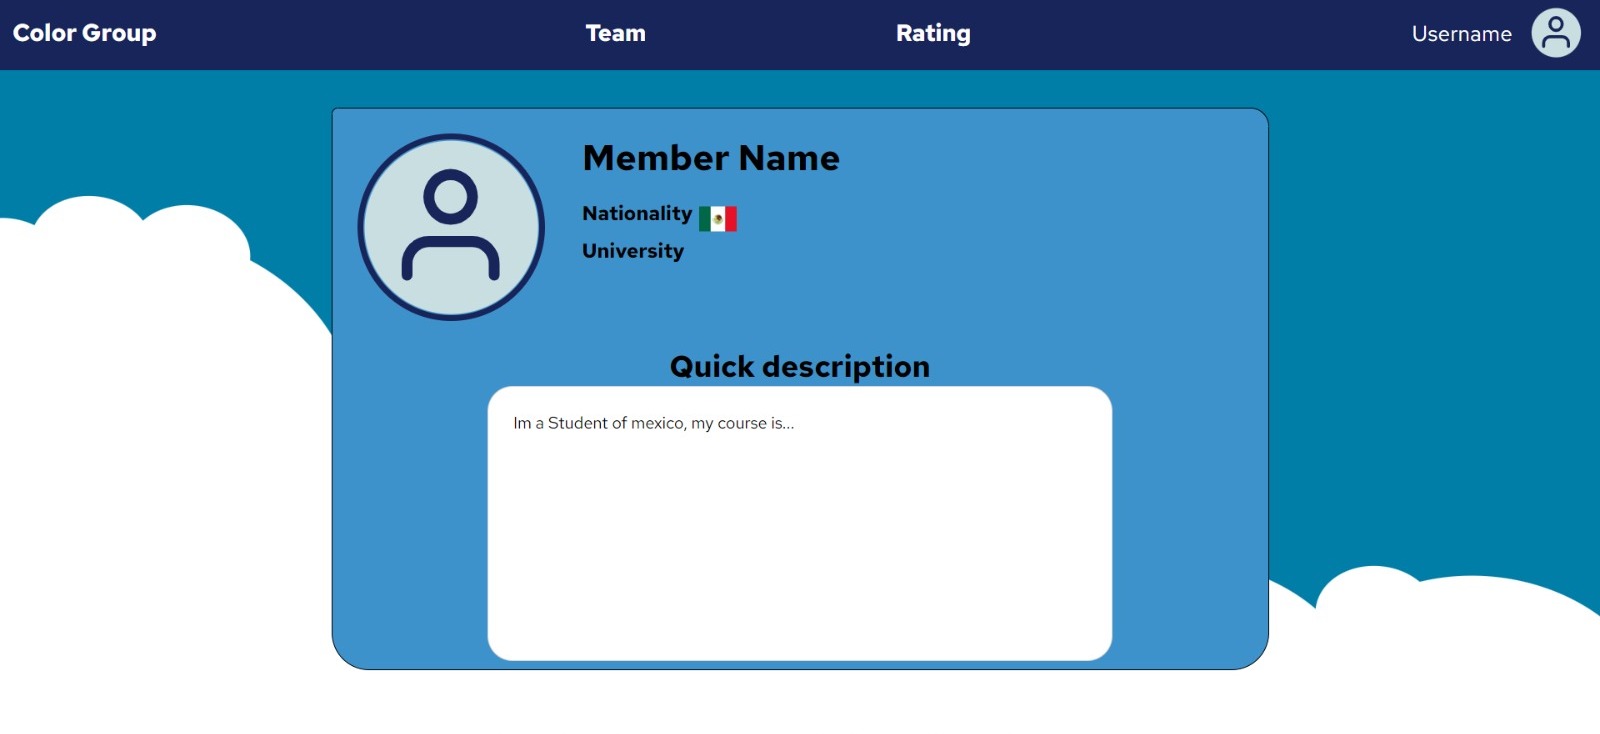 Color Group Team Rating Username
Member Name
Nationality
University
Quick description
Im a Student of mexico, my course is...